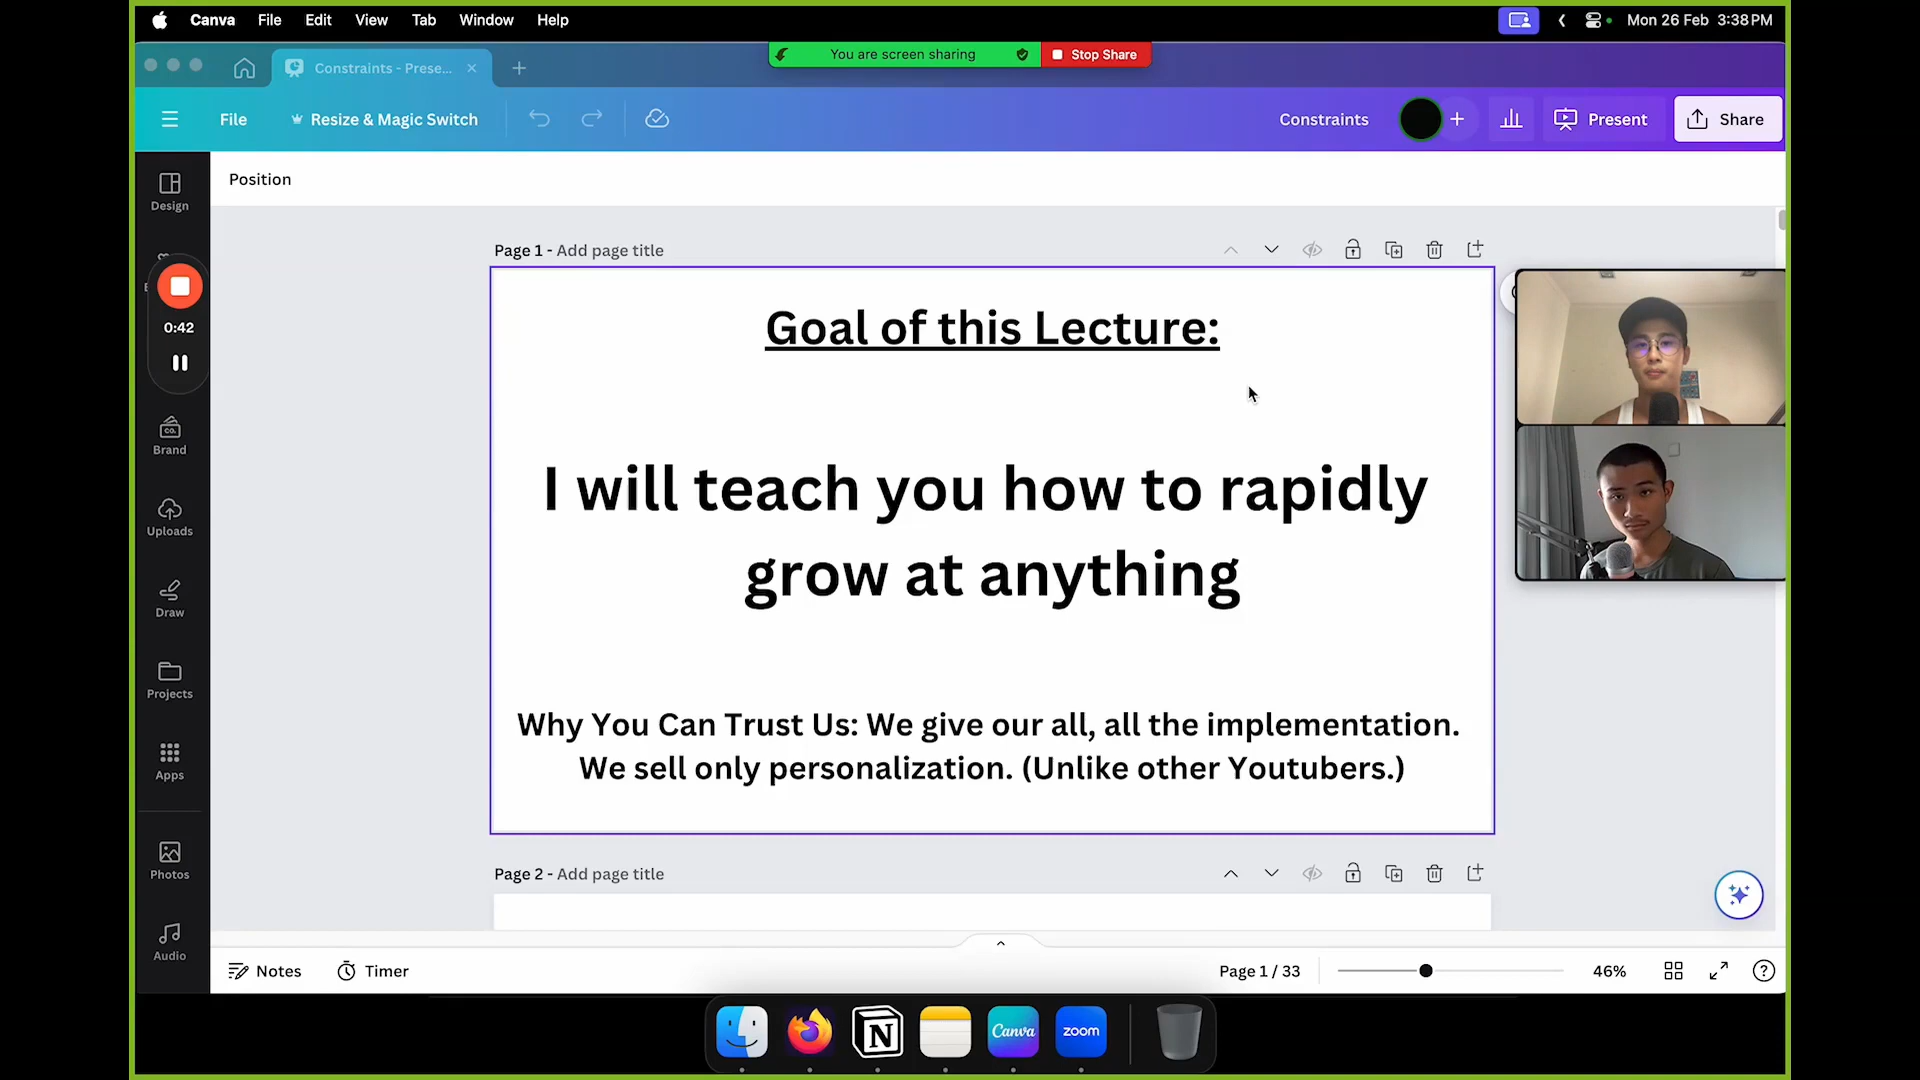 Canva File Edit View Tab Window Help
Mon 26 Feb 3:38 PM
Constraints - Prese...
You are screen sharing
Stop Share
File
Resize & Magic Switch
Constraints
Present
Share
Position
Design
0:42
Brand
Uploads
Draw
Projects
Apps
Photos
Audio
Page 1 - Add page title
Goal of this Lecture:
I will teach you how to rapidly
grow at anything
Why You Can Trust Us: We give our all, all the implementation.
We sell only personalization. (Unlike other Youtubers.)
Page 2 - Add page title
Notes
Timer
Page 1 / 33
46%
Canva
zoom